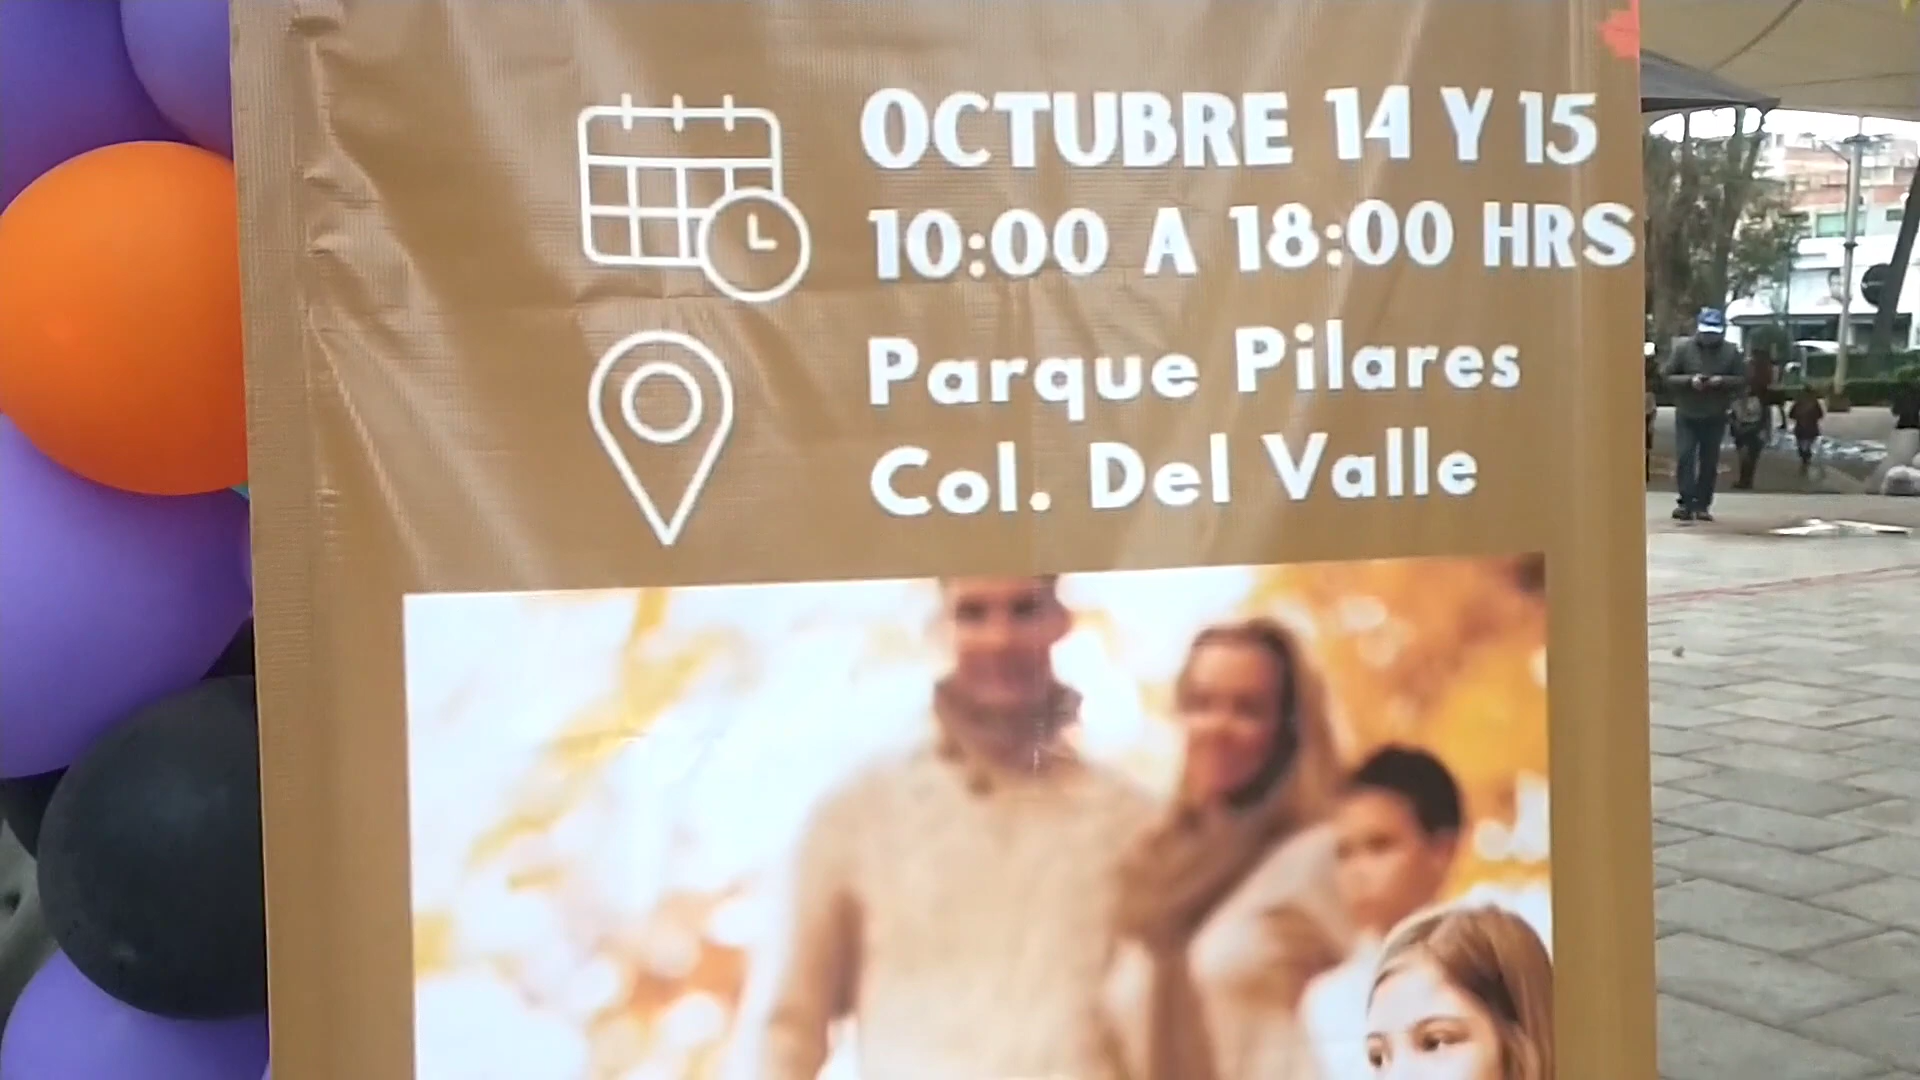 OCTUBRE 14 Y 15
10:00 A 18:00 HRS
Parque Pilares
Col. Del Valle